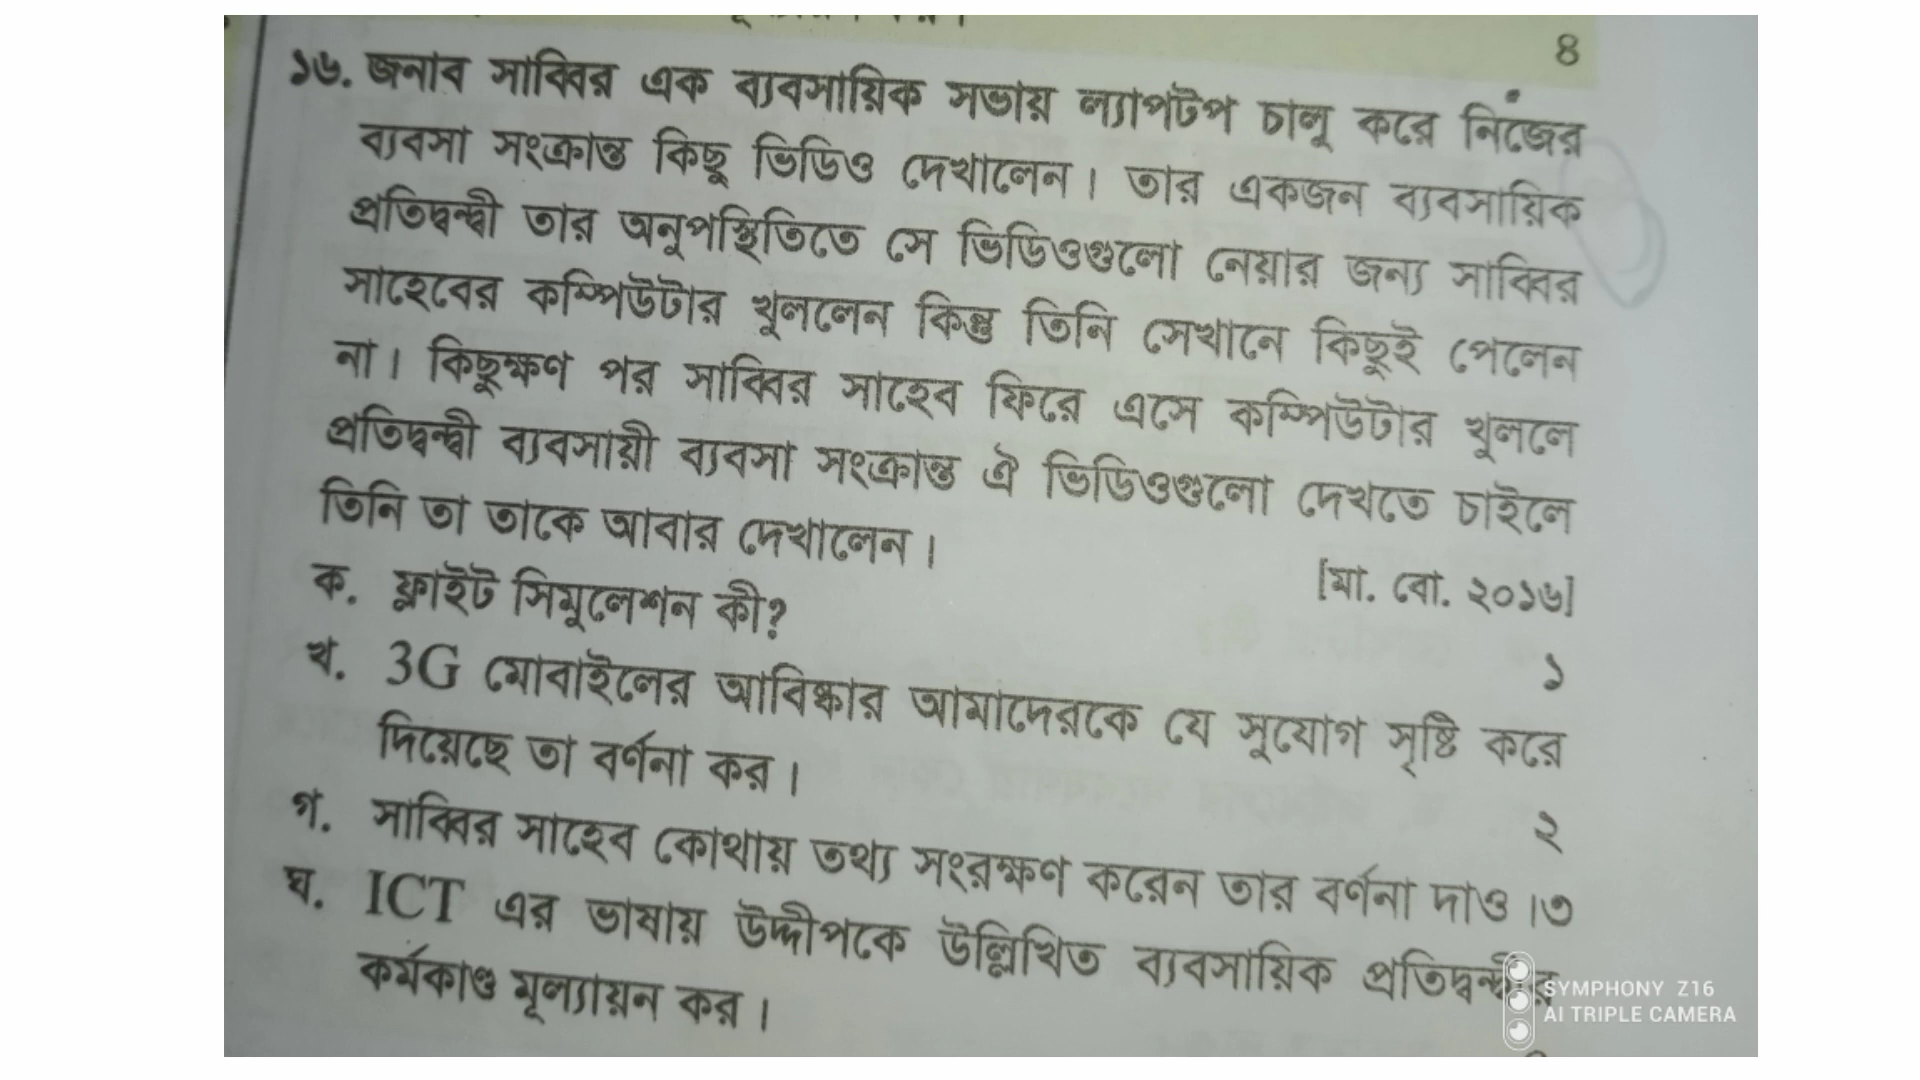 ৪
১৬. জনাব সাব্বির এক ব্যবসায়িক সভায় ল্যাপটপ চালু করে নিজের
ব্যবসা সংক্রান্ত কিছু ভিডিও দেখালেন। তার একজন ব্যবসায়িক
প্রতিদ্বন্দ্বী তার অনুপস্থিতিতে সে ভিডিওগুলো নেয়ার জন্য সাব্বির
সাহেবের কম্পিউটার খুললেন কিন্তু তিনি সেখানে কিছুই পেলেন
না। কিছুক্ষণ পর সাব্বির সাহেব ফিরে এসে কম্পিউটার খুললে
প্রতিদ্বন্দ্বী ব্যবসায়ী ব্যবসা সংক্রান্ত ঐ ভিডিওগুলো দেখতে চাইলে
তিনি তা তাকে আবার দেখালেন।
[মা. বো. ২০১৬]
ক. ফ্লাইট সিমুলেশন কী?
১
খ. 3G মোবাইলের আবিষ্কার আমাদেরকে যে সুযোগ সৃষ্টি করে
দিয়েছে তা বর্ণনা কর।
২
গ. সাব্বির সাহেব কোথায় তথ্য সংরক্ষণ করেন তার বর্ণনা দাও।৩
ঘ. ICT এর ভাষায় উদ্দীপকে উল্লিখিত ব্যবসায়িক প্রতিদ্বন্দ্বীর
কর্মকাণ্ড মূল্যায়ন কর।
SYMPHONY Z16
AI TRIPLE CAMERA